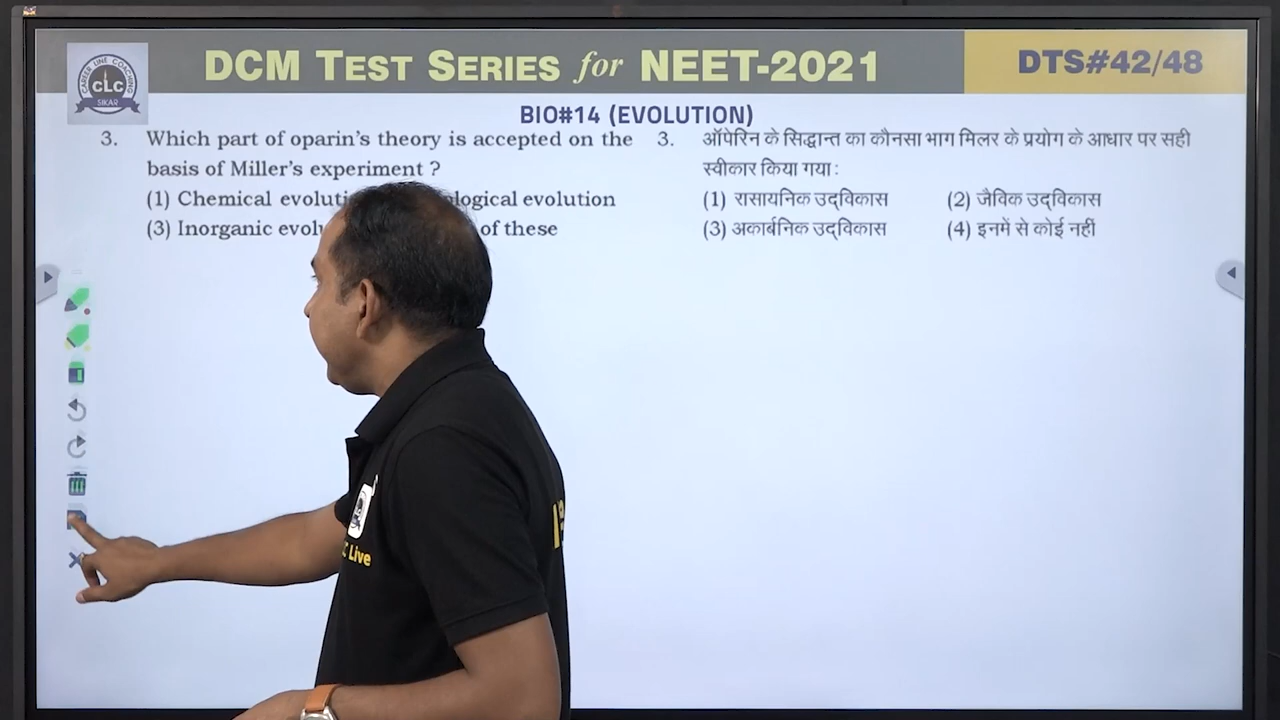 DCM TEST SERIES for NEET-2021
DTS#42/48
CAREER LINE COACHING
CLC
SIKAR
BIO#14 (EVOLUTION)
3. Which part of oparin's theory is accepted on the
basis of Miller's experiment ?
(1) Chemical evolution
evolution
(3) Inorganic
of these
3. ऑपेरिन के सिद्धान्त का कौनसा भाग मिलर के प्रयोग के आधार पर सही
स्वीकार किया गया :
(1) रासायनिक उद्‌विकास (2) जैविक उद्‌विकास
(3) अकार्बनिक उद्‌विकास (4) इनमें से कोई नहीं
Live